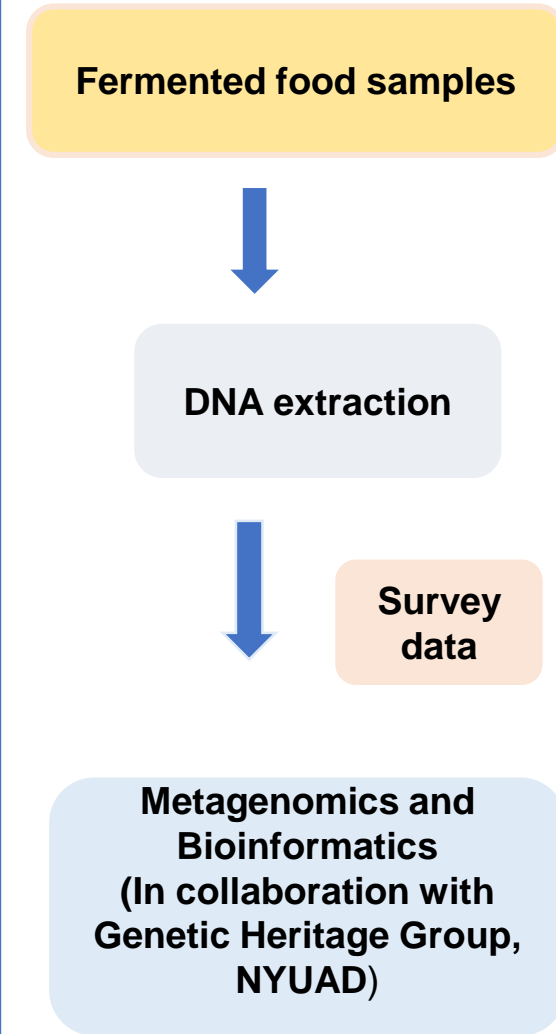 Fermented food samples
DNA extraction
Survey
data
Metagenomics and
Bioinformatics
(In collaboration with
Genetic Heritage Group,
NYUAD)